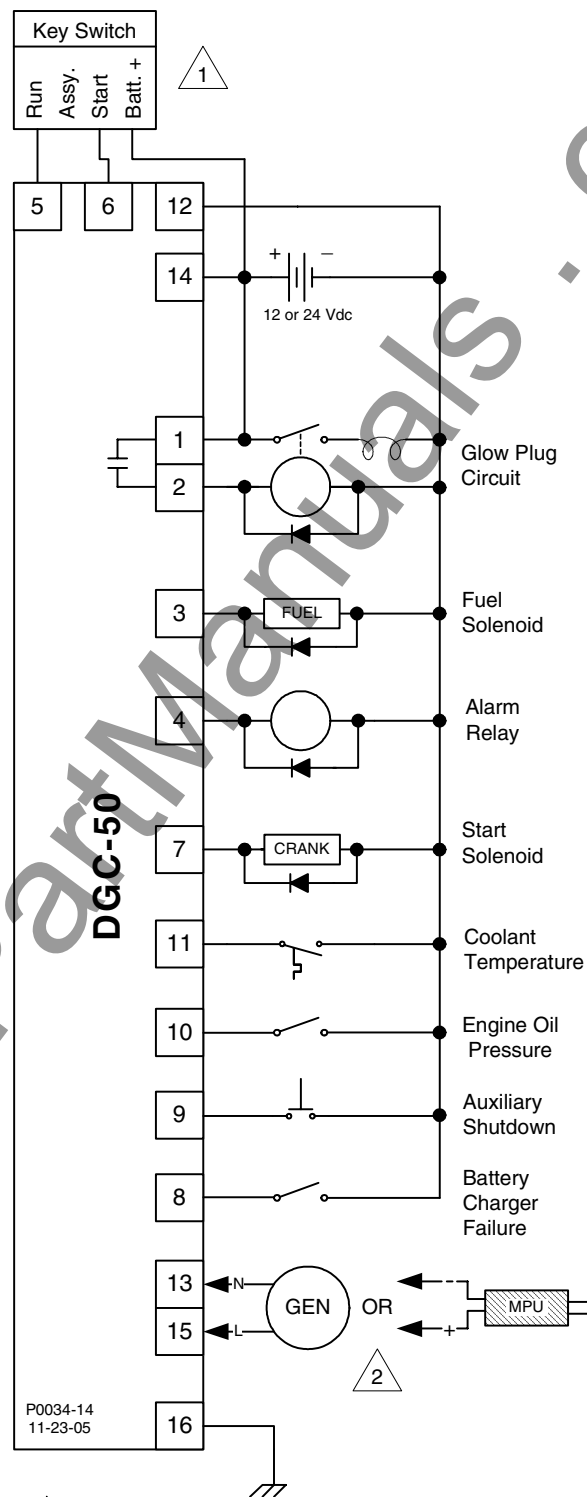 Key Switch
Run
Assy.
Start
Batt. +
1
5
6
12
14
+
–
12 or 24 Vdc
1
2
Glow Plug
Circuit
3
FUEL
Fuel
Solenoid
4
Alarm
Relay
DGC-50
7
CRANK
Start
Solenoid
11
Coolant
Temperature
10
Engine Oil
Pressure
9
Auxiliary
Shutdown
8
Battery
Charger
Failure
13
N
GEN
OR
–
MPU
15
L
+
2
P0034-14
11-23-05
16
PartManuals .